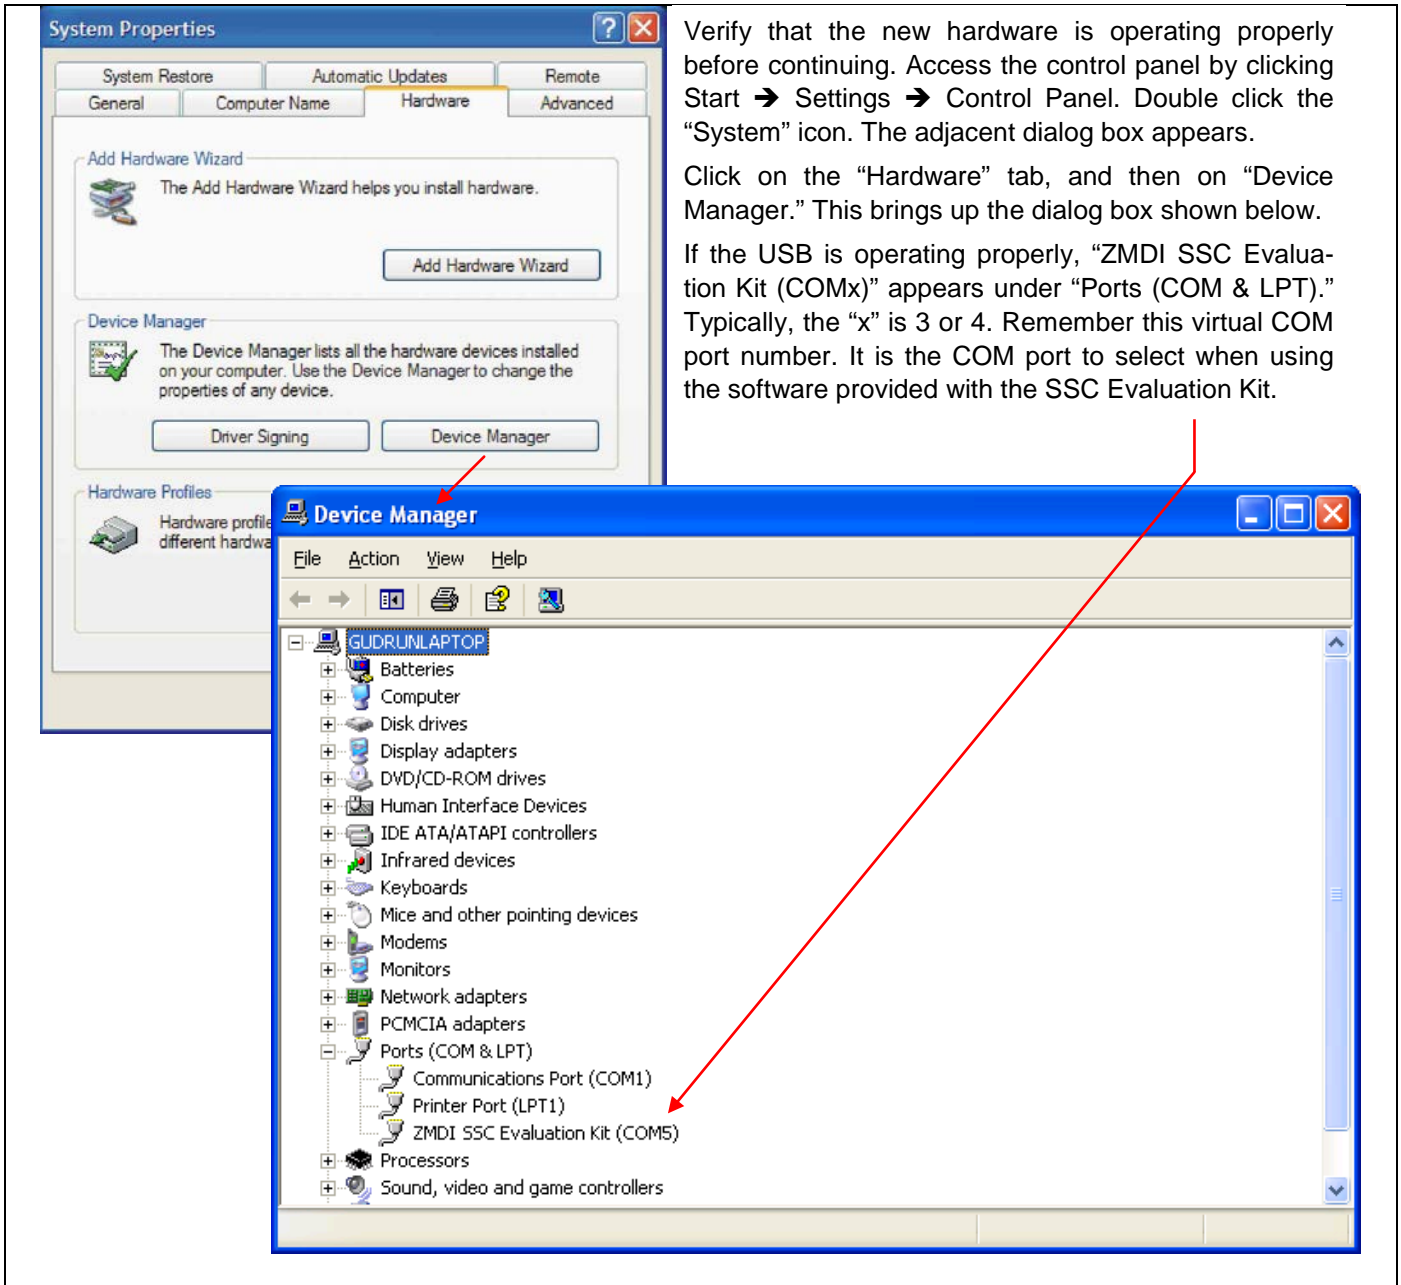 System Properties
System Restore Automatic Updates Remote
General Computer Name Hardware Advanced
Add Hardware Wizard
The Add Hardware Wizard helps you install hardware.
Add Hardware Wizard
Device Manager
The Device Manager lists all the hardware devices installed
on your computer. Use the Device Manager to change the
properties of any device.
Driver Signing Device Manager
Hardware Profiles
Hardware profile
different hardwa
Verify that the new hardware is operating properly
before continuing. Access the control panel by clicking
Start ➔ Settings ➔ Control Panel. Double click the
“System” icon. The adjacent dialog box appears.
Click on the “Hardware” tab, and then on “Device
Manager.” This brings up the dialog box shown below.
If the USB is operating properly, “ZMDI SSC Evalua-
tion Kit (COMx)” appears under “Ports (COM & LPT).”
Typically, the “x” is 3 or 4. Remember this virtual COM
port number. It is the COM port to select when using
the software provided with the SSC Evaluation Kit.
Device Manager
File Action View Help
GUDRUNLAPTOP
Batteries
Computer
Disk drives
Display adapters
DVD/CD-ROM drives
Human Interface Devices
IDE ATA/ATAPI controllers
Infrared devices
Keyboards
Mice and other pointing devices
Modems
Monitors
Network adapters
PCMCIA adapters
Ports (COM & LPT)
Communications Port (COM1)
Printer Port (LPT1)
ZMDI SSC Evaluation Kit (COM5)
Processors
Sound, video and game controllers